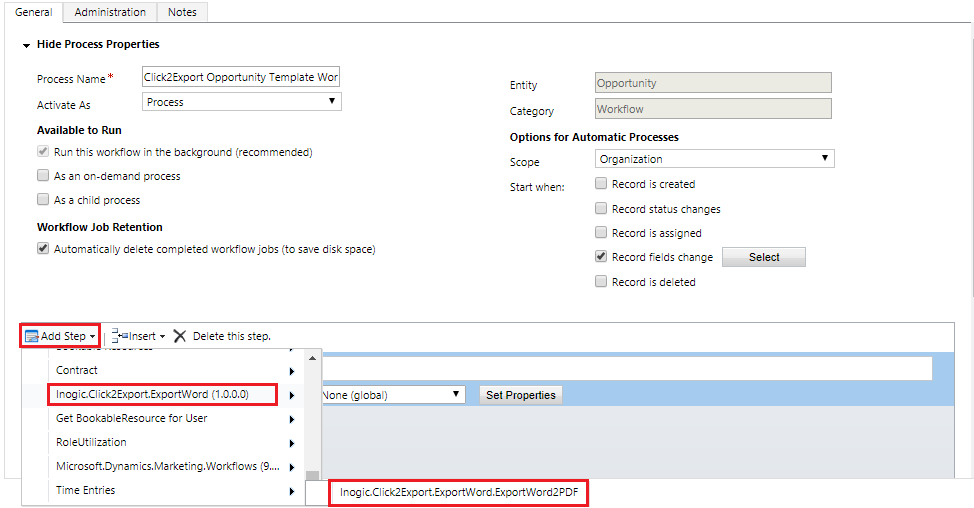 General Administration Notes
Hide Process Properties
Process Name* Click2Export Opportunity Template Wor
Activate As Process
Available to Run
Run this workflow in the background (recommended)
As an on-demand process
As a child process
Workflow Job Retention
Automatically delete completed workflow jobs (to save disk space)
Entity Opportunity
Category Workflow
Options for Automatic Processes
Scope Organization
Start when: Record is created
Record status changes
Record is assigned
Record fields change Select
Record is deleted
Add Step Insert Delete this step.
Bookable Resources
Contract
Inogic.Click2Export.ExportWord (1.0.0.0) None (global) Set Properties
Get BookableResource for User
RoleUtilization
Microsoft.Dynamics.Marketing.Workflows (9....
Time Entries Inogic.Click2Export.ExportWord.ExportWord2PDF